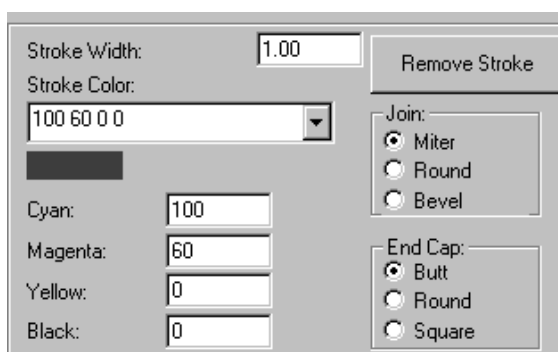 Stroke Width:
1.00
Stroke Color:
100 60 0 0
Cyan:
100
Magenta:
60
Yellow:
0
Black:
0
Remove Stroke
Join:
Miter
Round
Bevel
End Cap:
Butt
Round
Square